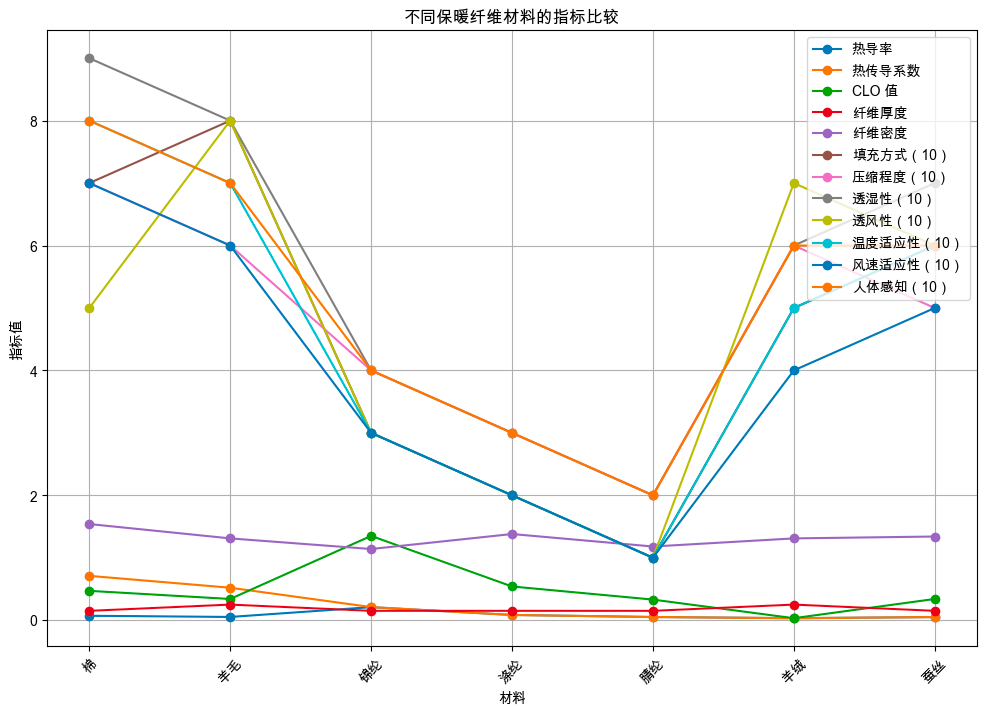 不同保暖纤维材料的指标比较
热导率
热传导系数
CLO 值
纤维厚度
纤维密度
填充方式（10）
压缩程度（10）
透湿性（10）
透风性（10）
温度适应性（10）
风速适应性（10）
人体感知（10）
指标值
8
6
4
2
0
棉
羊毛
锦纶
涤纶
腈纶
羊绒
蚕丝
材料